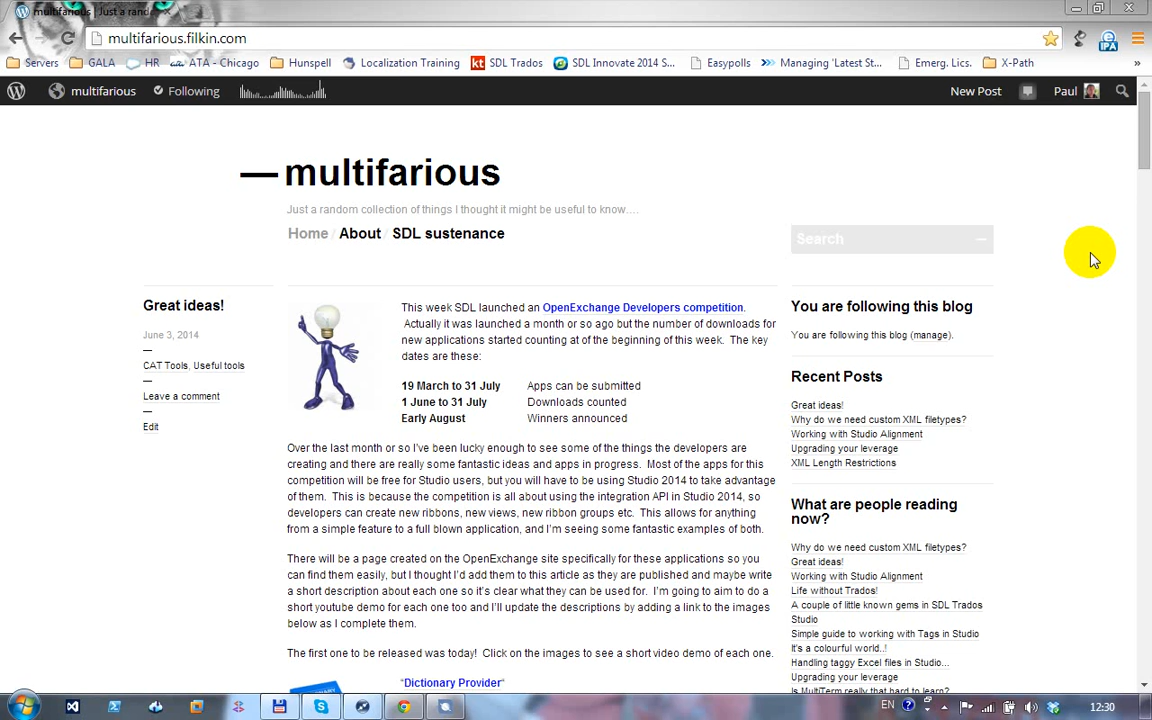 multifarious | Just a rand
multifarious.filkin.com
Servers GALA HR ATA - Chicago Hunspell Localization Training kt SDL Trados SDL Innovate 2014 S... Easypolls Managing 'Latest St... Emerg. Lics. X-Path »
multifarious Following New Post Paul
— multifarious
Just a random collection of things I thought it might be useful to know....
Home / About / SDL sustenance
Search
Great ideas!
June 3, 2014
—
CAT Tools, Useful tools
—
Leave a comment
—
Edit
This week SDL launched an OpenExchange Developers competition.
Actually it was launched a month or so ago but the number of downloads for
new applications started counting at of the beginning of this week. The key
dates are these:
19 March to 31 July Apps can be submitted
1 June to 31 July Downloads counted
Early August Winners announced
Over the last month or so I've been lucky enough to see some of the things the developers are
creating and there are really some fantastic ideas and apps in progress. Most of the apps for this
competition will be free for Studio users, but you will have to be using Studio 2014 to take advantage
of them. This is because the competition is all about using the integration API in Studio 2014, so
developers can create new ribbons, new views, new ribbon groups etc. This allows for anything
from a simple feature to a full blown application, and I'm seeing some fantastic examples of both.
There will be a page created on the OpenExchange site specifically for these applications so you
can find them easily, but I thought I'd add them to this article as they are published and maybe write
a short description about each one so it's clear what they can be used for. I'm going to aim to do a
short youtube demo for each one too and I'll update the descriptions by adding a link to the images
below as I complete them.
The first one to be released was today! Click on the images to see a short video demo of each one.
"Dictionary Provider"
You are following this blog
You are following this blog (manage).
Recent Posts
Great ideas!
Why do we need custom XML filetypes?
Working with Studio Alignment
Upgrading your leverage
XML Length Restrictions
What are people reading
now?
Why do we need custom XML filetypes?
Great ideas!
Working with Studio Alignment
Life without Trados!
A couple of little known gems in SDL Trados
Studio
Simple guide to working with Tags in Studio
It's a colourful world..!
Handling taggy Excel files in Studio...
Upgrading your leverage
Is MultiTerm really that hard to learn?
EN 12:30